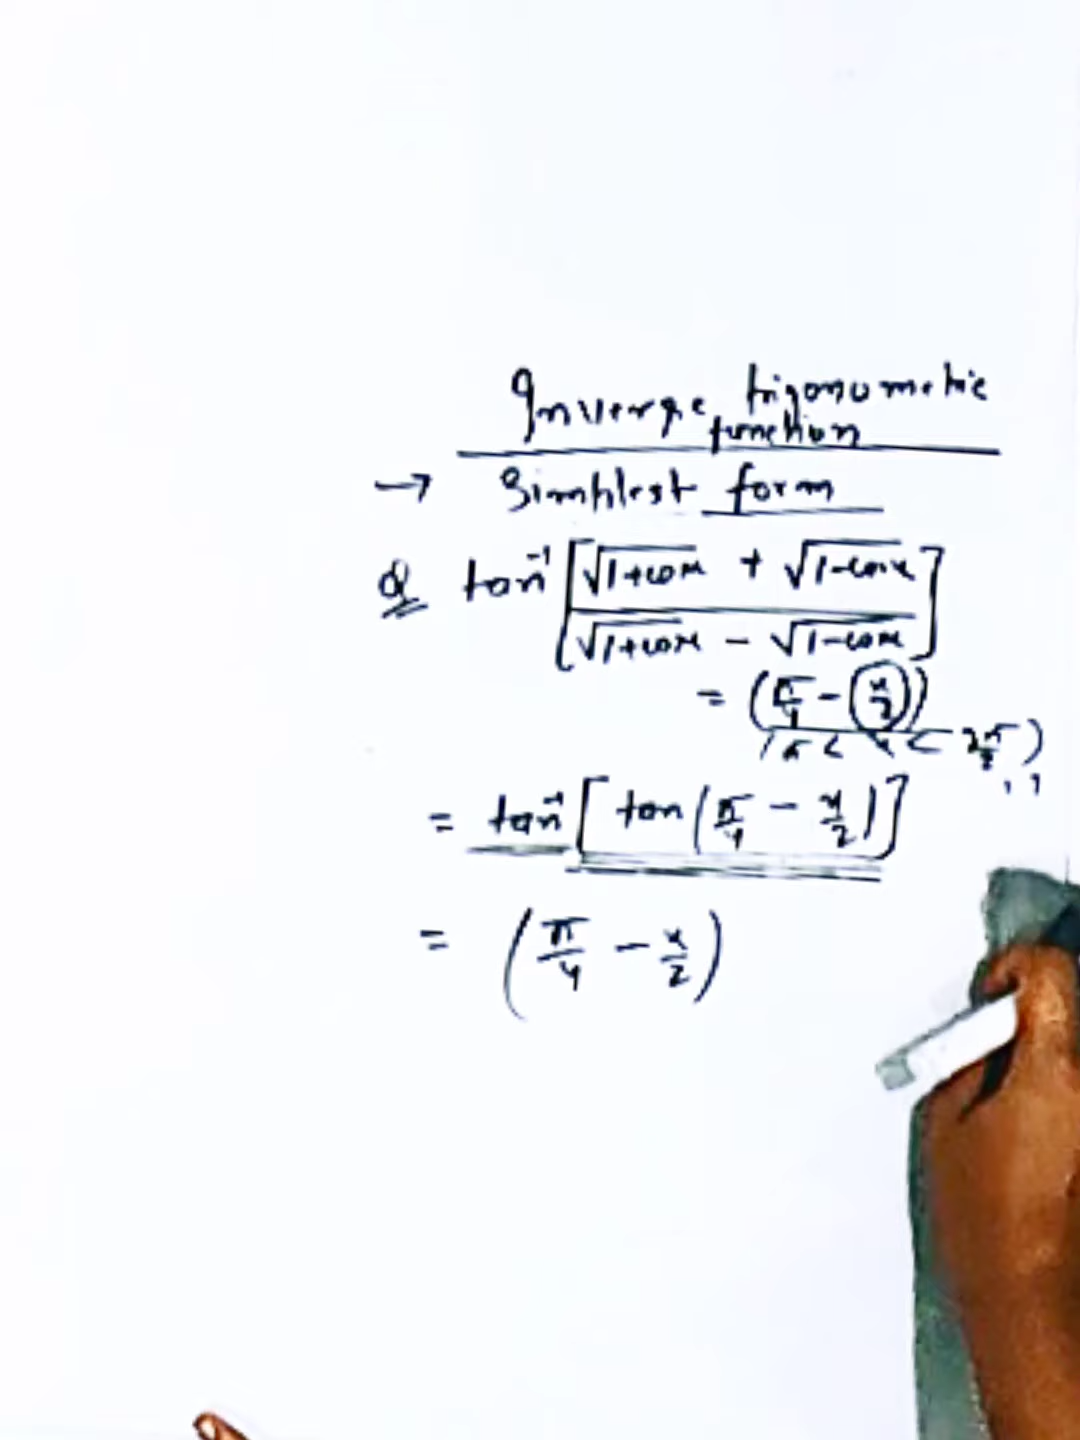 Inverse trigonometric
function
→ Simplest form
Q tan⁻¹ [(√1+cosx + √1-cosx) / (√1+cosx - √1-cosx)]
= (π/4 - (x/2))
(π < x < 3π/2)
= tan⁻¹ [tan(π/4 - x/2)]
= (π/4 - x/2)